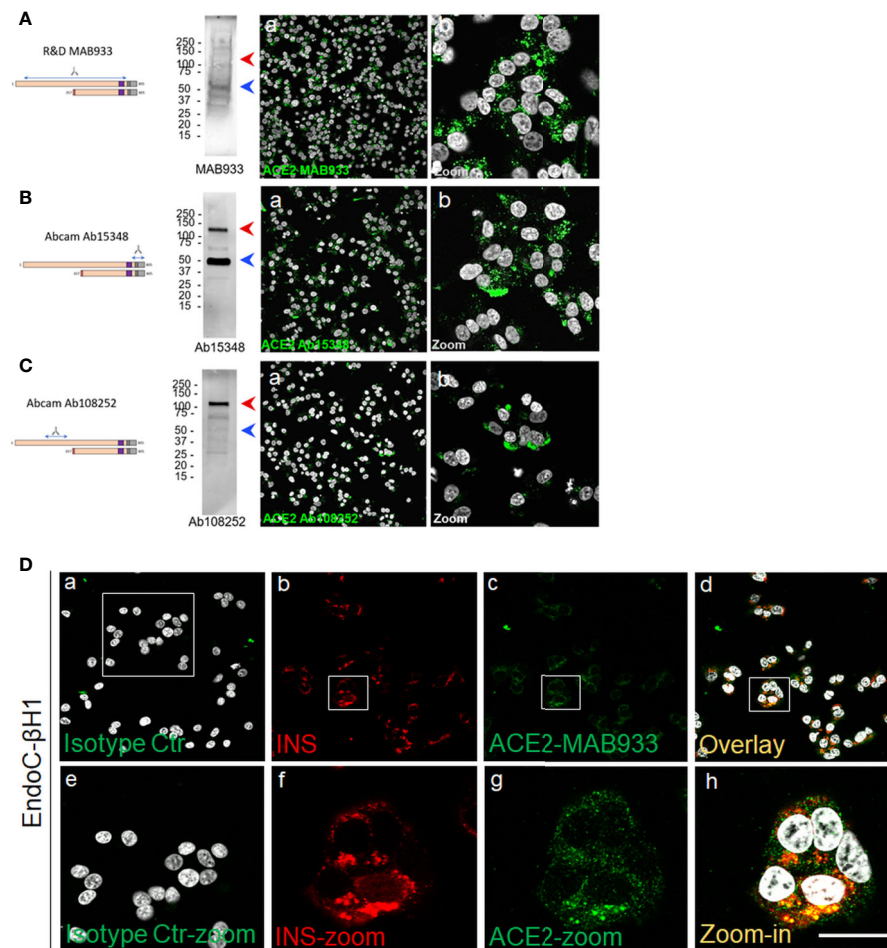 A
R&D MAB933
250 -
150 -
100 -
75 -
50 -
37 -
25 -
20 -
15 -
MAB933
a
ACE2 MAB933
b
Zoom
B
Abcam Ab15348
250 -
150 -
100 -
75 -
50 -
37 -
25 -
20 -
15 -
Ab15348
a
ACE2 Ab15348
b
Zoom
C
Abcam Ab108252
250 -
150 -
100 -
75 -
50 -
37 -
25 -
20 -
15 -
Ab108252
a
ACE2 Ab108252
b
Zoom
D
EndoC-βH1
a
Isotype Ctr
b
INS
c
ACE2-MAB933
d
Overlay
e
Isotype Ctr-zoom
f
INS-zoom
g
ACE2-zoom
h
Zoom-in